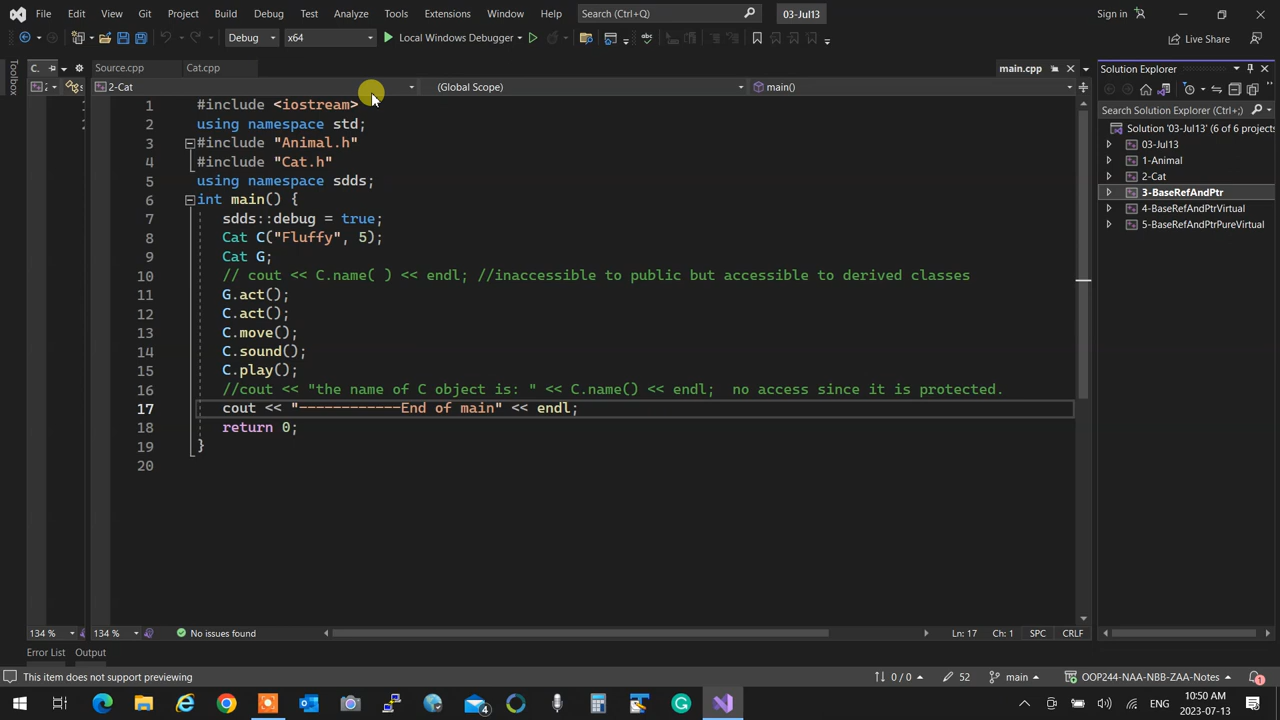 File Edit View Git Project Build Debug Test Analyze Tools Extensions Window Help Search (Ctrl+Q) 03-Jul13 Sign in
Debug x64 Local Windows Debugger Live Share
Toolbox
C. Source.cpp Cat.cpp main.cpp
2-Cat (Global Scope) main()
1 #include <iostream>
2 using namespace std;
3 #include "Animal.h"
4 #include "Cat.h"
5 using namespace sdds;
6 int main() {
7 sdds::debug = true;
8 Cat C("Fluffy", 5);
9 Cat G;
10 // cout << C.name( ) << endl; //inaccessible to public but accessible to derived classes
11 G.act();
12 C.act();
13 C.move();
14 C.sound();
15 C.play();
16 //cout << "the name of C object is: " << C.name() << endl;  no access since it is protected.
17 cout << "------------End of main" << endl;
18 return 0;
19 }
20
134 % 134 % No issues found Ln: 17 Ch: 1 SPC CRLF
Solution Explorer
Search Solution Explorer
Solution '03-Jul13' (6 of 6 projects
03-Jul13
1-Animal
2-Cat
3-BaseRefAndPtr
4-BaseRefAndPtrVirtual
5-BaseRefAndPtrPureVirtual
Error List Output
This item does not support previewing 0 / 0 52 main OOP244-NAA-NBB-ZAA-Notes 1
4 ENG 10:50 AM
2023-07-13